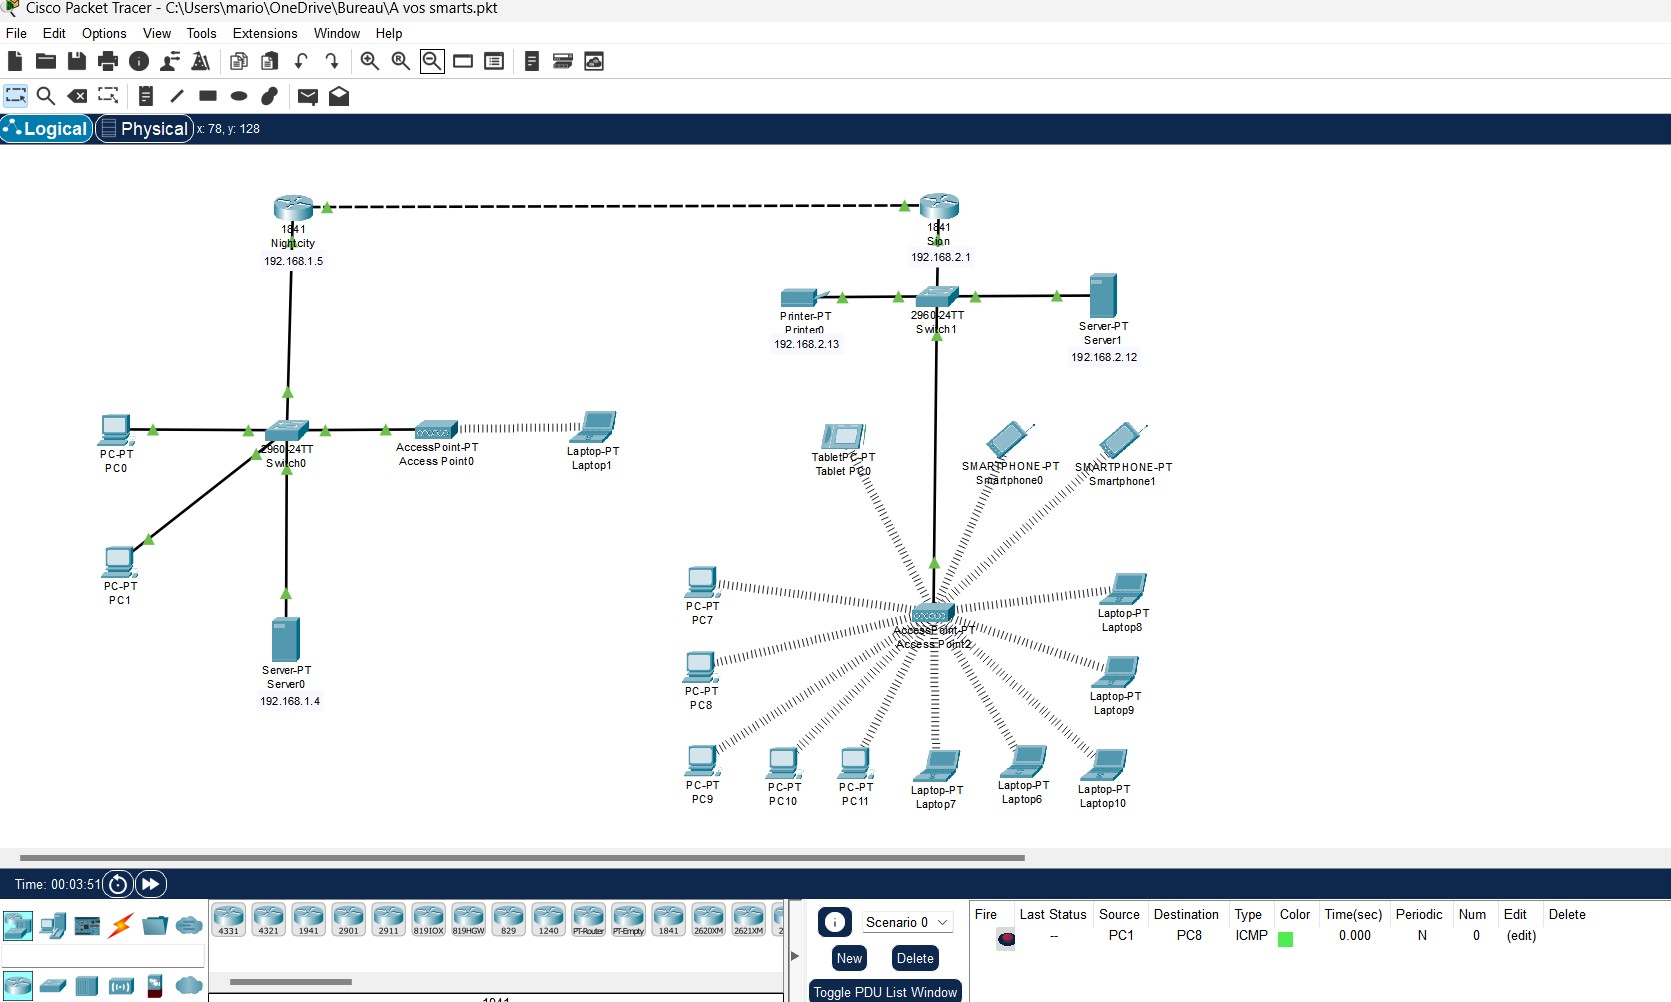 Cisco Packet Tracer - C:\Users\mario\OneDrive\Bureau\A vos smarts.pkt
File Edit Options View Tools Extensions Window Help
Logical Physical x: 78, y: 128
1841
Nightcity
192.168.1.5
1841
Sion
192.168.2.1
Printer-PT
Printer0
192.168.2.13
2960-24TT
Switch1
Server-PT
Server1
192.168.2.12
PC-PT
PC0
2960-24TT
Switch0
AccessPoint-PT
Access Point0
Laptop-PT
Laptop1
TabletPC-PT
Tablet PC0
SMARTPHONE-PT
Smartphone0
SMARTPHONE-PT
Smartphone1
PC-PT
PC1
PC-PT
PC7
AccessPoint-PT
Access Point2
Laptop-PT
Laptop8
Server-PT
Server0
192.168.1.4
PC-PT
PC8
Laptop-PT
Laptop9
PC-PT
PC9
PC-PT
PC10
PC-PT
PC11
Laptop-PT
Laptop7
Laptop-PT
Laptop6
Laptop-PT
Laptop10
Time: 00:03:51
4331 4321 1941 2901 2911 819IOX 819HGW 829 1240 PT-Router PT-Empty 1841 2620XM 2621XM 2
1841
Scenario 0
New Delete
Toggle PDU List Window
Fire Last Status Source Destination Type Color Time(sec) Periodic Num Edit Delete
-- PC1 PC8 ICMP 0.000 N 0 (edit)